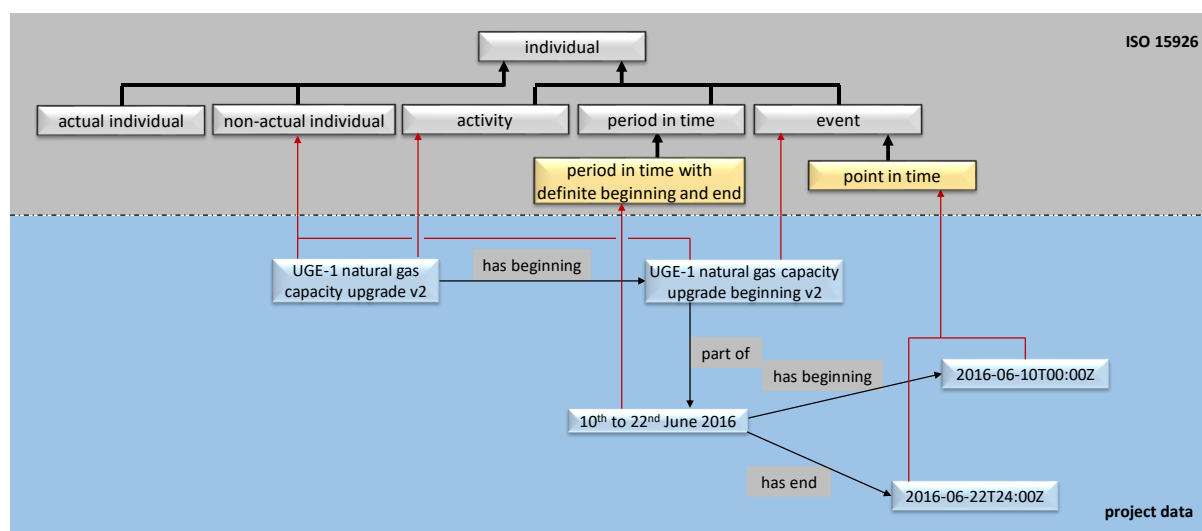 individual
ISO 15926
actual individual
non-actual individual
activity
period in time
event
period in time with
definite beginning and end
point in time
UGE-1 natural gas
capacity upgrade v2
has beginning
UGE-1 natural gas capacity
upgrade beginning v2
part of
has beginning
2016-06-10T00:00Z
10th to 22nd June 2016
has end
2016-06-22T24:00Z
project data